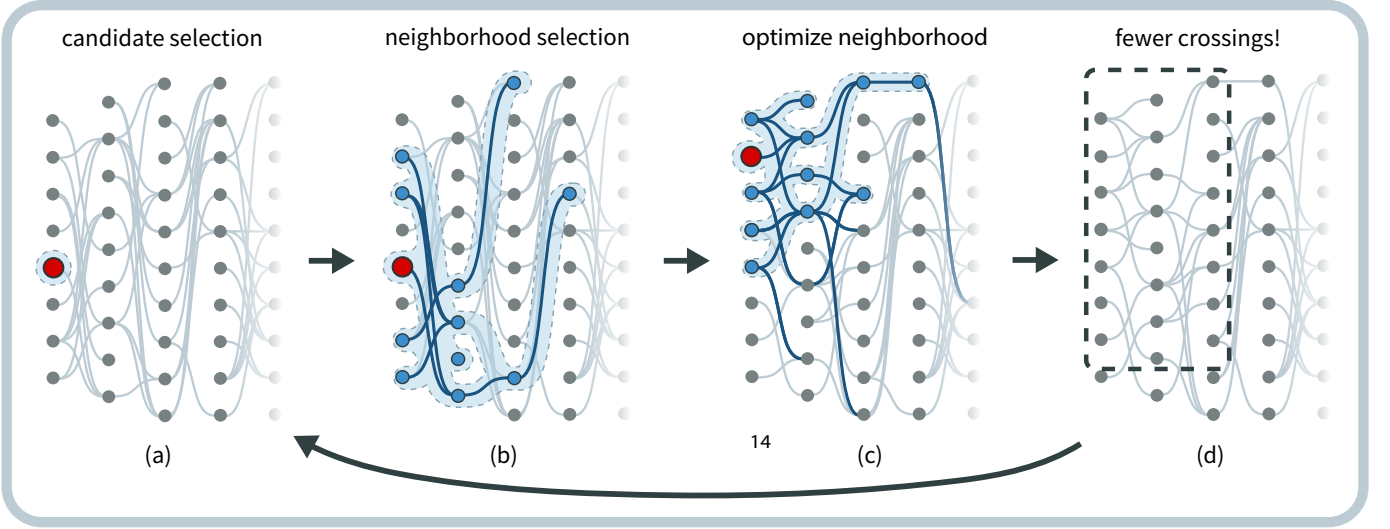 candidate selection
neighborhood selection
optimize neighborhood
fewer crossings!
14
(a)
(b)
(c)
(d)